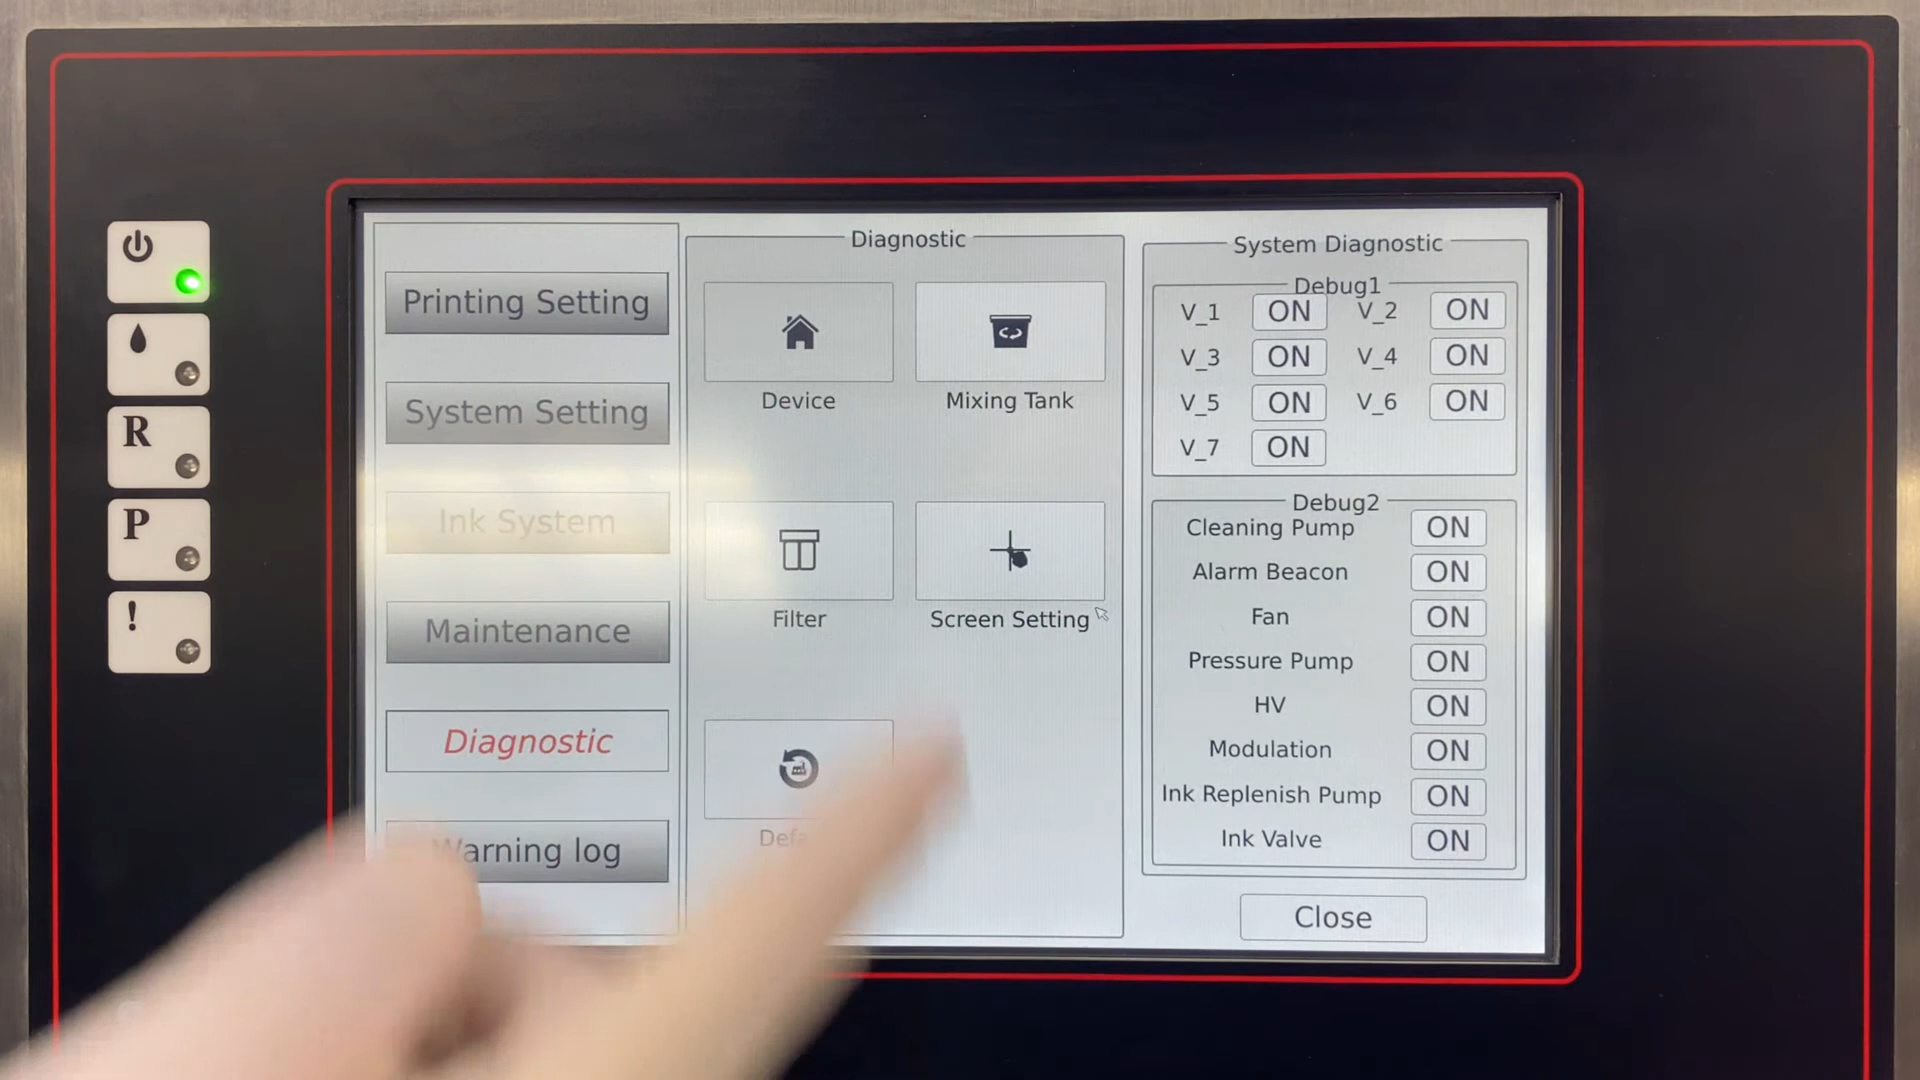 R
P
!
Printing Setting
System Setting
Ink System
Maintenance
Diagnostic
Warning log
Diagnostic
Device
Mixing Tank
Filter
Screen Setting
System Diagnostic
Debug1
V_1 ON V_2 ON
V_3 ON V_4 ON
V_5 ON V_6 ON
V_7 ON
Debug2
Cleaning Pump ON
Alarm Beacon ON
Fan ON
Pressure Pump ON
HV ON
Modulation ON
Ink Replenish Pump ON
Ink Valve ON
Close